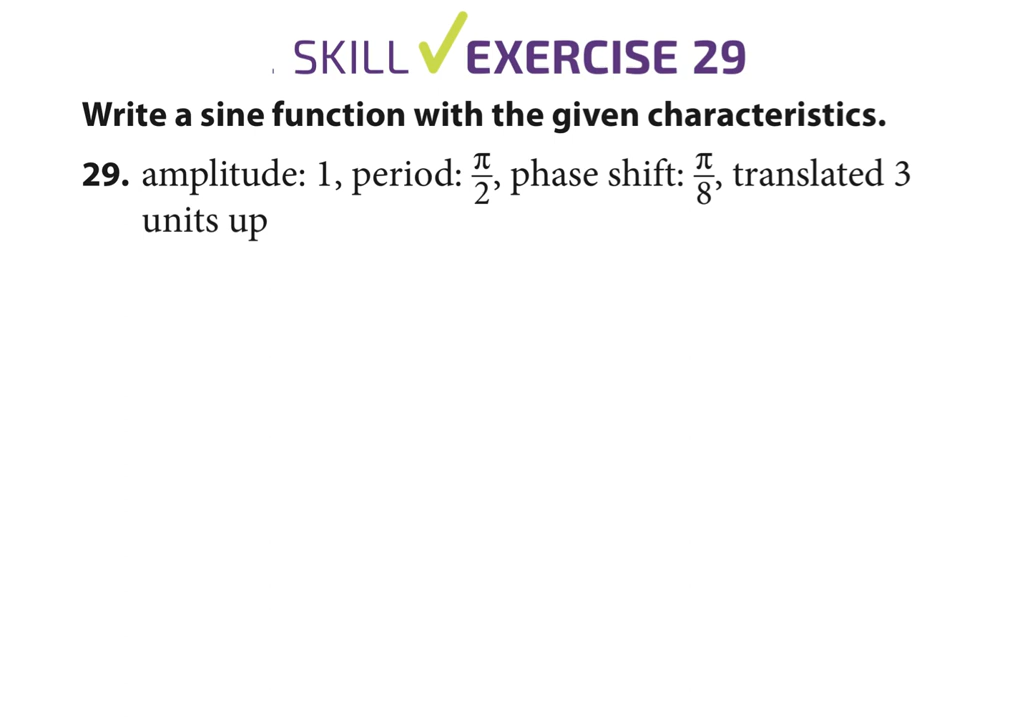 SKILL ✓ EXERCISE 29
Write a sine function with the given characteristics.
29. amplitude: 1, period: π/2, phase shift: π/8, translated 3
units up